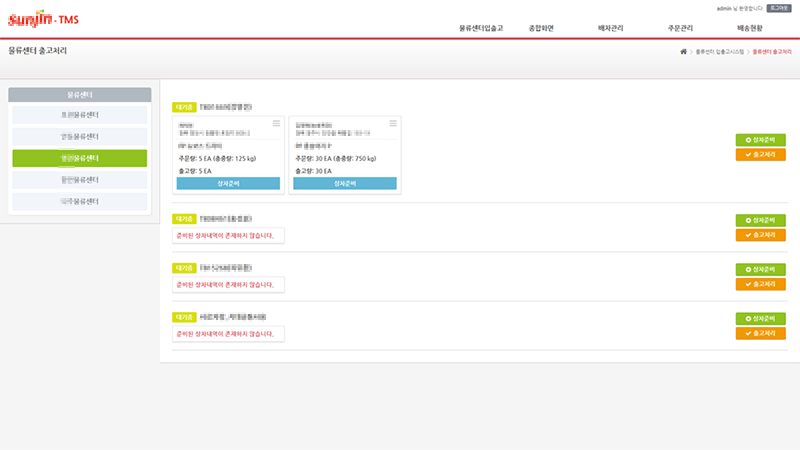 Sunjin - TMS
admin 님 환영합니다 로그아웃
물류센터입출고 종합화면 배차관리 주문관리 배송현황
물류센터 출고처리
물류센터 입출고시스템 > 물류센터 출고처리
물류센터
물류센터
물류센터
물류센터
물류센터
물류센터
대기중
주문량: 5 EA (총중량: 125 kg)
출고량: 5 EA
상차준비
주문량: 30 EA (총중량: 750 kg)
출고량: 30 EA
상차준비
상차준비
출고처리
대기중
준비된 상차내역이 존재하지 않습니다.
상차준비
출고처리
대기중
준비된 상차내역이 존재하지 않습니다.
상차준비
출고처리
대기중
준비된 상차내역이 존재하지 않습니다.
상차준비
출고처리